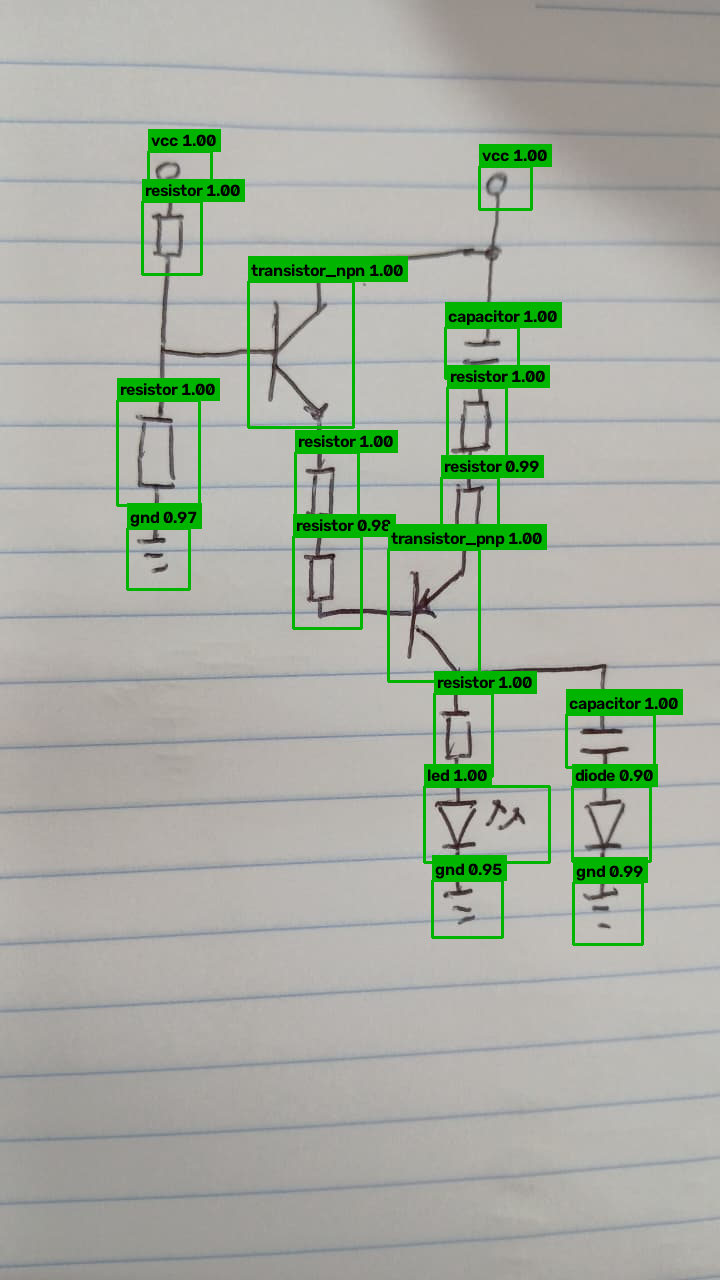 vcc 1.00
vcc 1.00
resistor 1.00
transistor_npn 1.00
capacitor 1.00
resistor 1.00
resistor 1.00
resistor 1.00
resistor 0.99
gnd 0.97
resistor 0.98
transistor_pnp 1.00
resistor 1.00
capacitor 1.00
led 1.00
diode 0.90
gnd 0.95
gnd 0.99